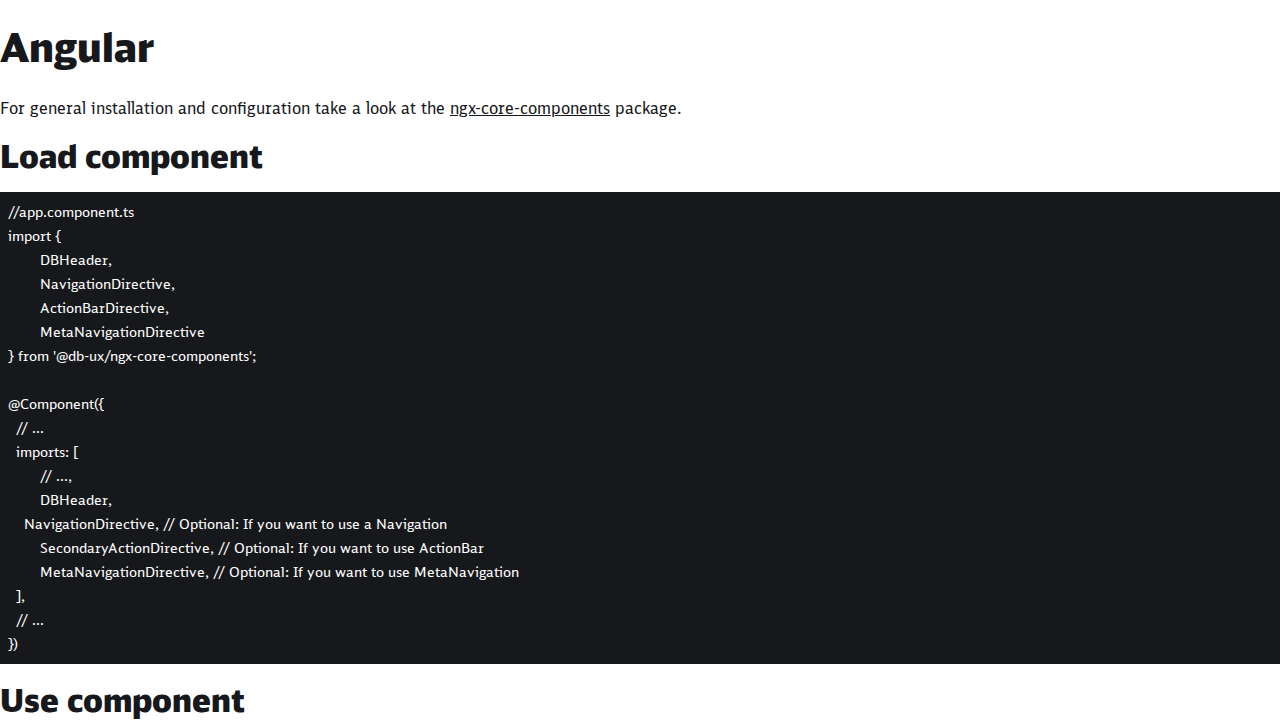 Angular
For general installation and configuration take a look at the ngx-core-components package.
Load component
//app.component.ts
import {
DBHeader,
NavigationDirective,
ActionBarDirective,
MetaNavigationDirective
} from '@db-ux/ngx-core-components';
@Component({
// ...
imports: [
// ...,
DBHeader,
NavigationDirective, // Optional: If you want to use a Navigation
SecondaryActionDirective, // Optional: If you want to use ActionBar
MetaNavigationDirective, // Optional: If you want to use MetaNavigation
],
// ...
})
Use component